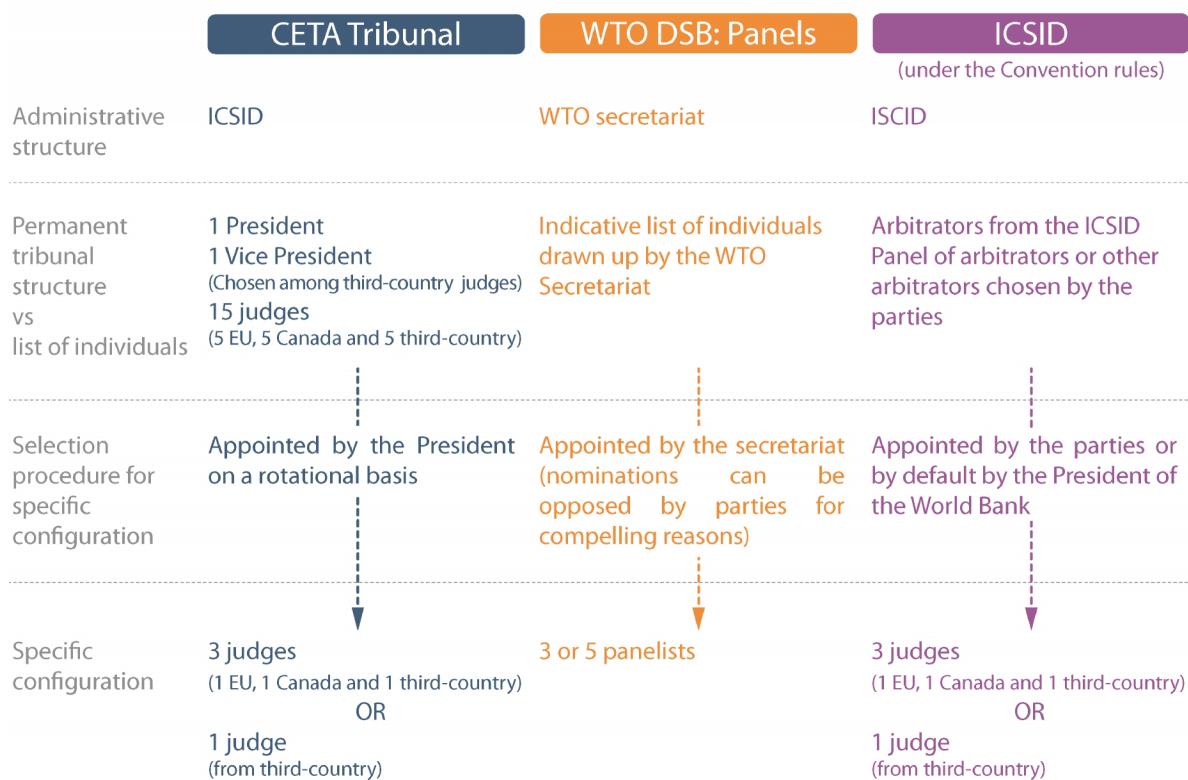 CETA Tribunal
WTO DSB: Panels
ICSID
(under the Convention rules)
Administrative
structure
ICSID
WTO secretariat
ISCID
Permanent
tribunal
structure
vs
list of individuals
1 President
1 Vice President
(Chosen among third-country judges)
15 judges
(5 EU, 5 Canada and 5 third-country)
Indicative list of individuals
drawn up by the WTO
Secretariat
Arbitrators from the ICSID
Panel of arbitrators or other
arbitrators chosen by the
parties
Selection
procedure for
specific
configuration
Appointed by the President
on a rotational basis
Appointed by the secretariat
(nominations can be
opposed by parties for
compelling reasons)
Appointed by the parties or
by default by the President of
the World Bank
Specific
configuration
3 judges
(1 EU, 1 Canada and 1 third-country)
OR
1 judge
(from third-country)
3 or 5 panelists
3 judges
(1 EU, 1 Canada and 1 third-country)
OR
1 judge
(from third-country)